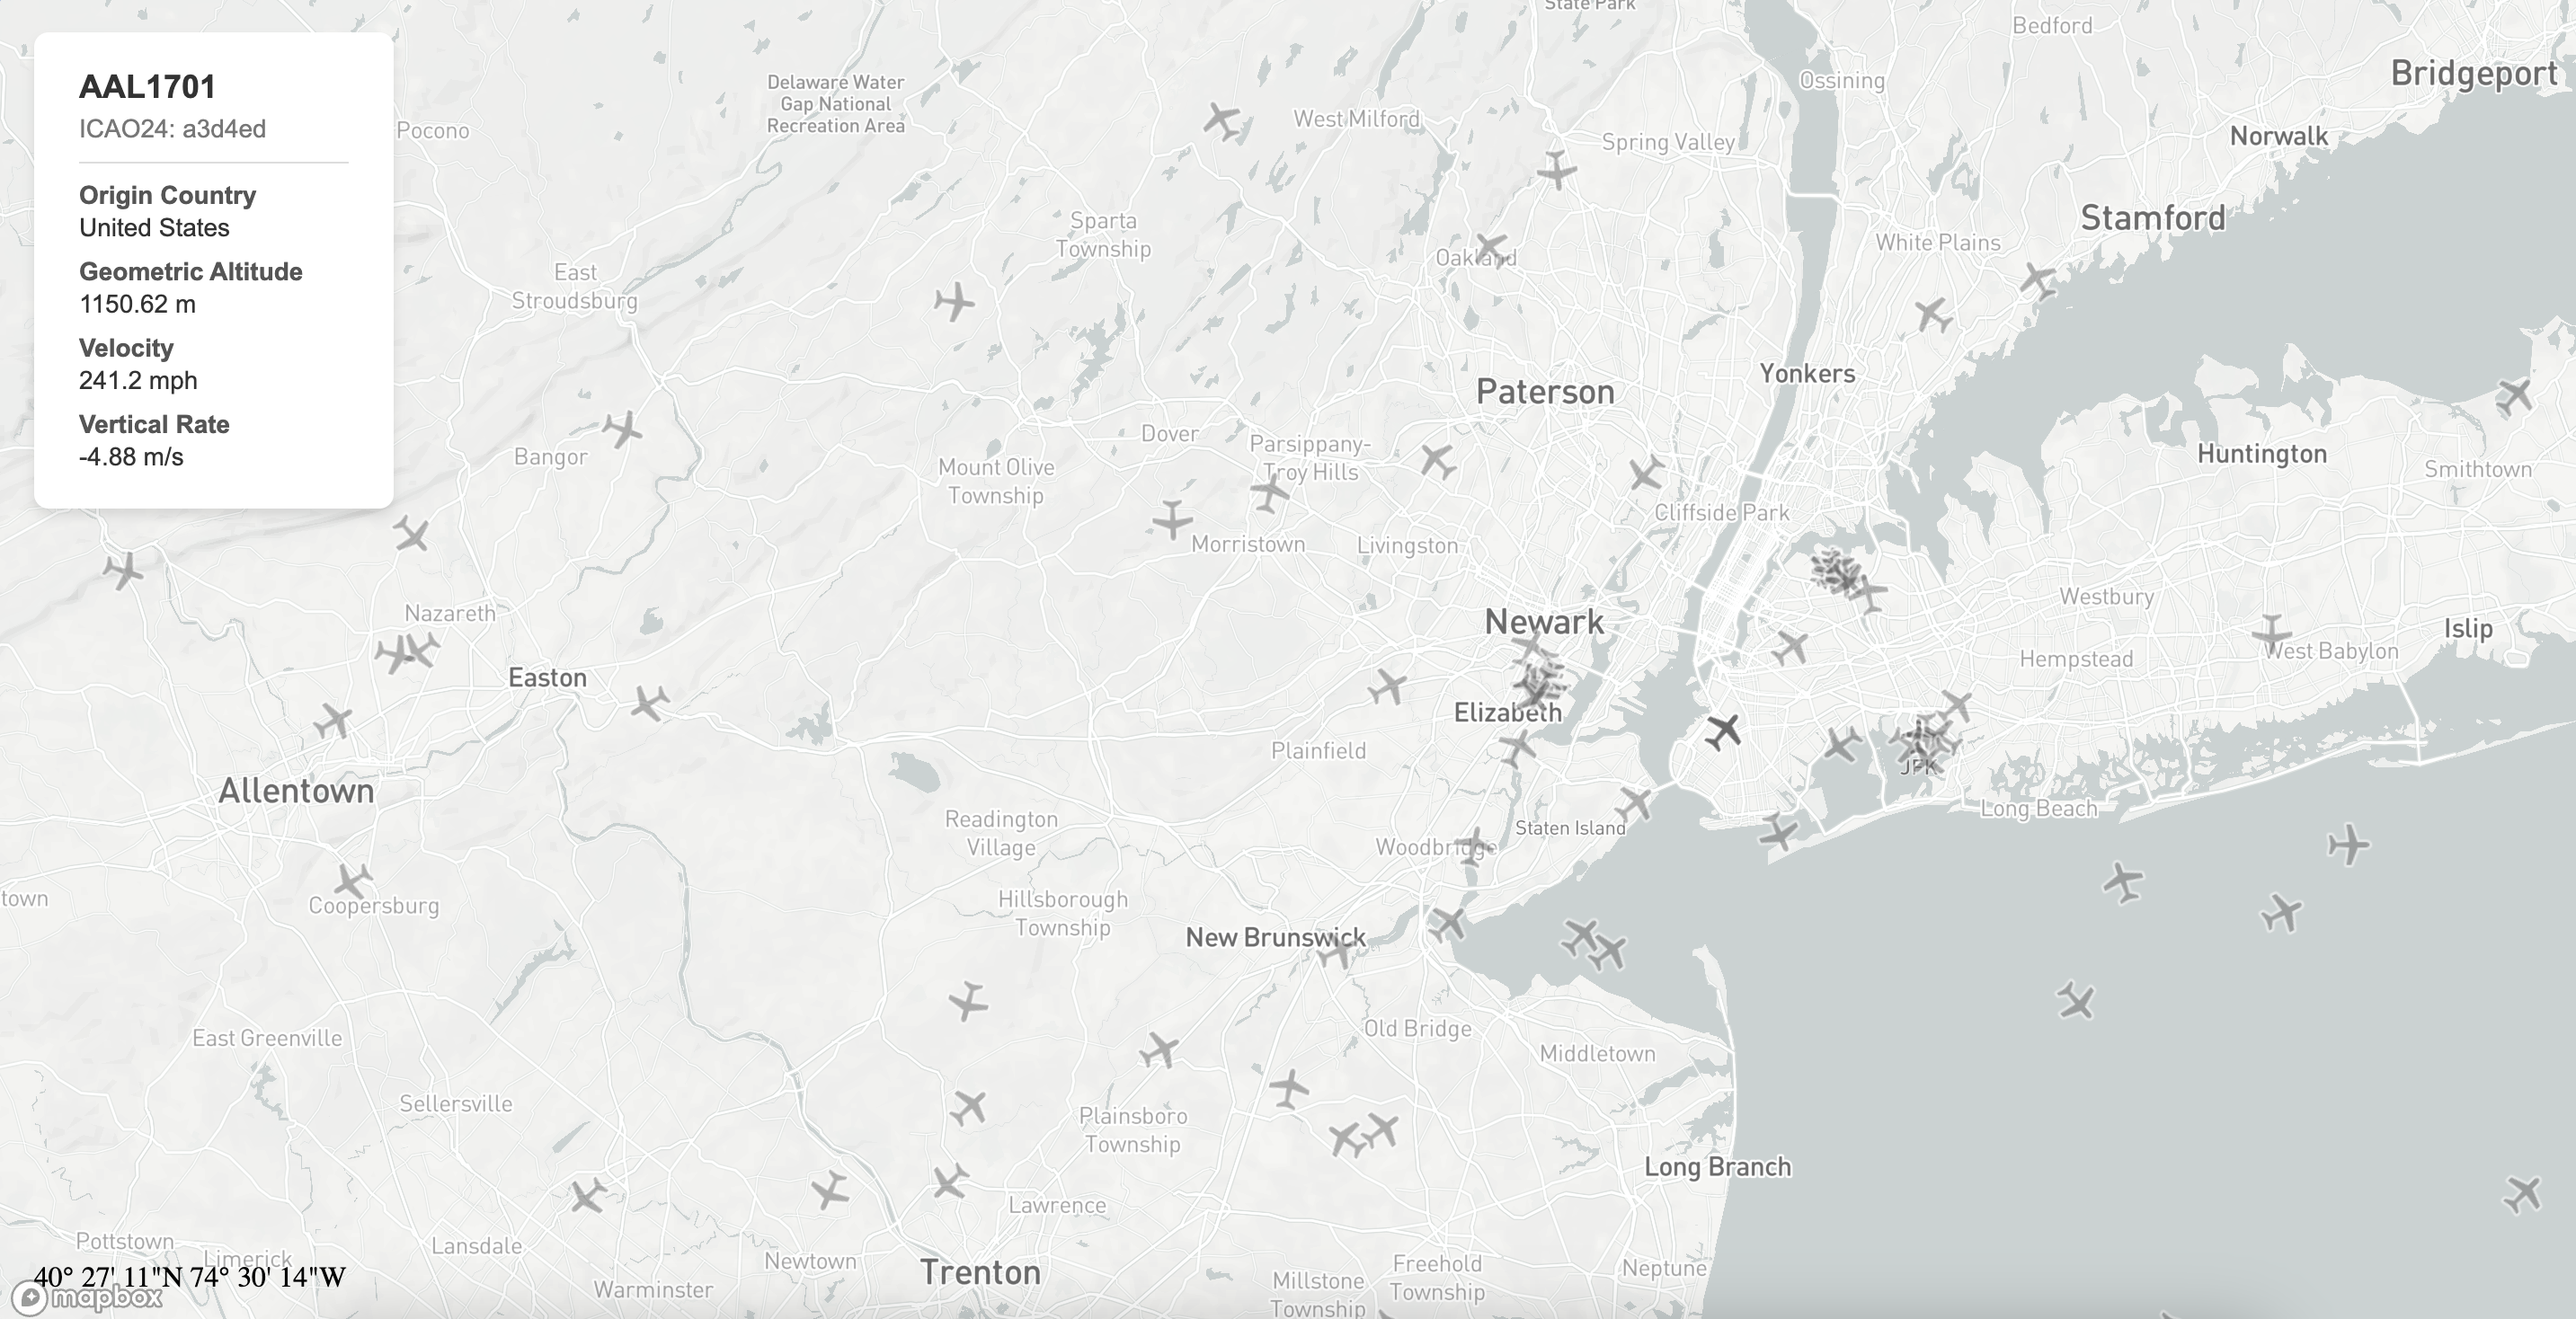 AAL1701
ICAO24: a3d4ed
Origin Country
United States
Geometric Altitude
1150.62 m
Velocity
241.2 mph
Vertical Rate
-4.88 m/s
State Park
Bedford
Bridgeport
Ossining
Delaware Water
Gap National
Recreation Area
Pocono
West Milford
Spring Valley
Norwalk
Stamford
Sparta
Township
White Plains
Oakland
East
Stroudsburg
Yonkers
Paterson
Dover
Parsippany-
Troy Hills
Huntington
Smithtown
Bangor
Mount Olive
Township
Cliffside Park
Morristown
Livingston
Nazareth
Newark
Westbury
Islip
West Babylon
Hempstead
Easton
Elizabeth
Plainfield
JFK
Allentown
Long Beach
Readington
Village
Staten Island
Woodbridge
town
Coopersburg
Hillsborough
Township
New Brunswick
Old Bridge
East Greenville
Middletown
Sellersville
Plainsboro
Township
Long Branch
Lawrence
Pottstown
Limerick
Lansdale
Newtown
Trenton
Freehold
Township
Neptune
Millstone
Township
Warminster
40° 27' 11"N 74° 30' 14"W
mapbox